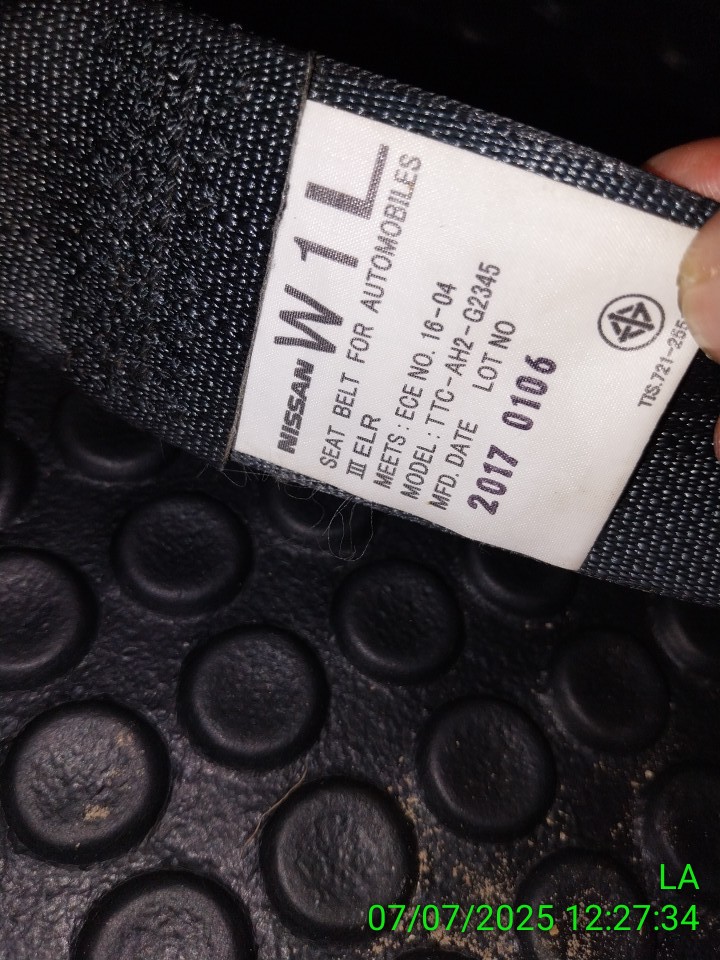 NISSAN W 1 L
SEAT BELT FOR AUTOMOBILES
Ⅲ ELR
MEETS : ECE NO. 16-04
MODEL : TTC-AH2-G2345
MFD. DATE LOT NO
2017 0106
TIS.721-255
LA
07/07/2025 12:27:34